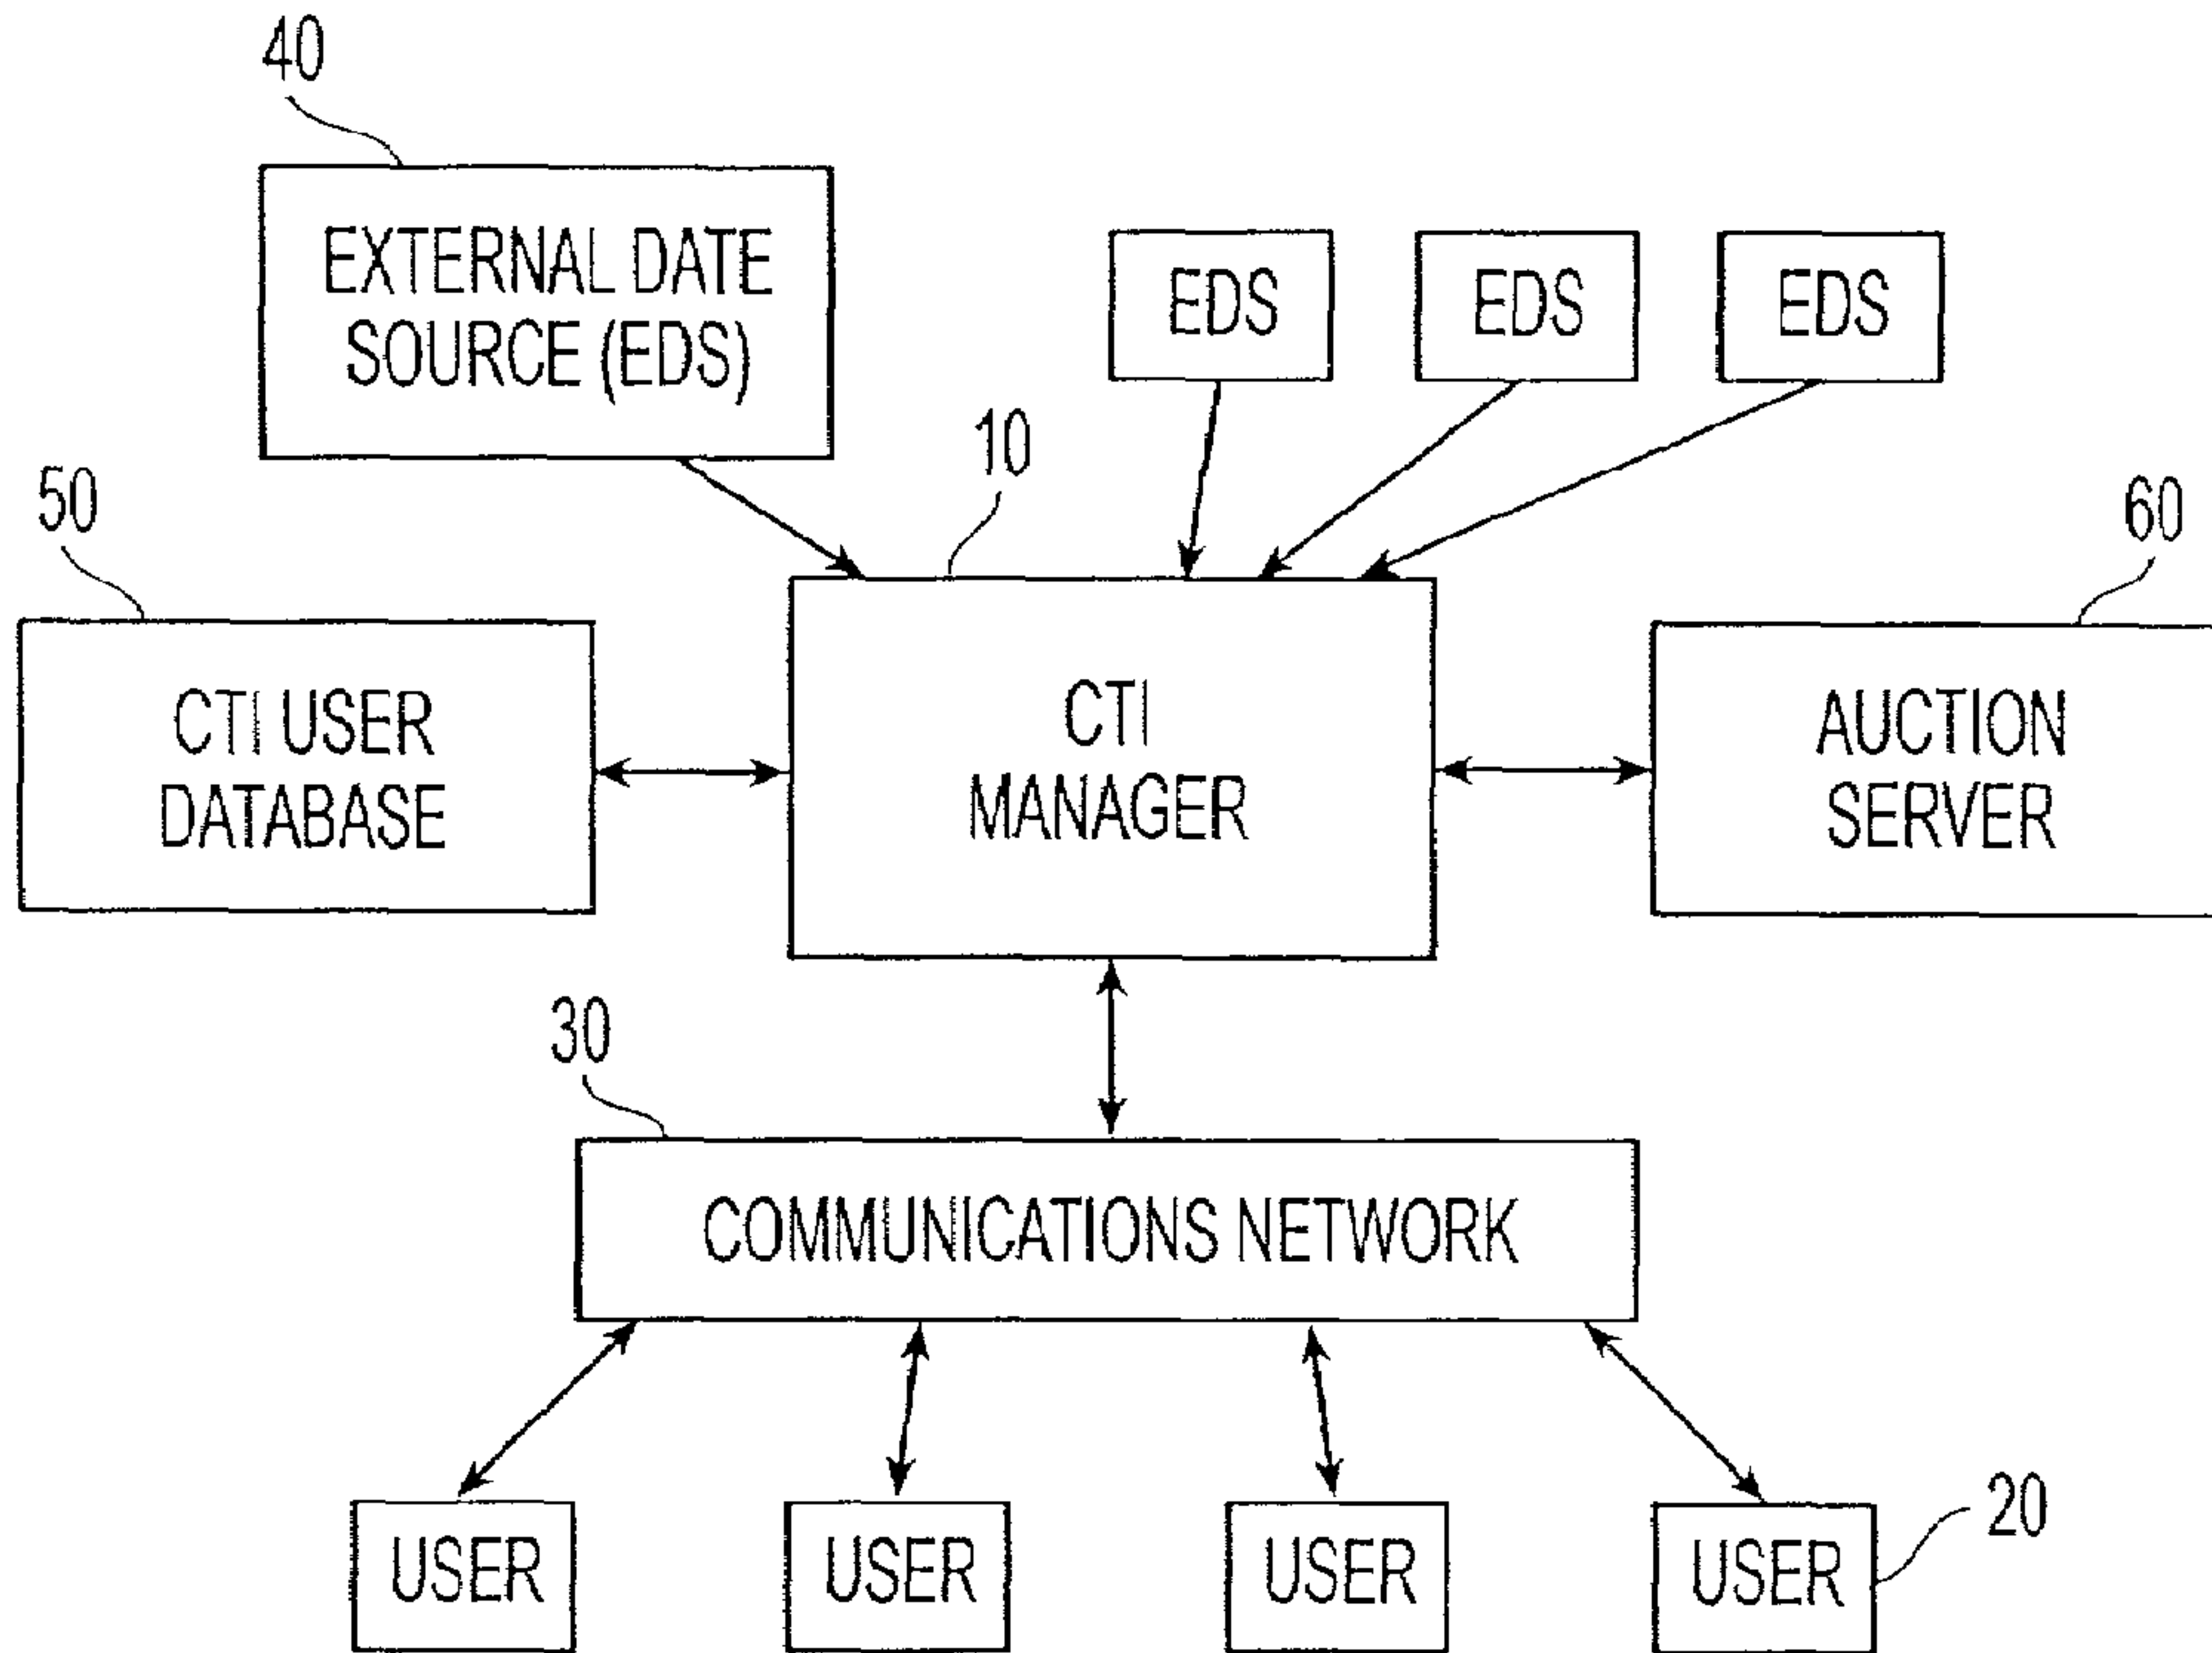 40
EXTERNAL DATE
SOURCE (EDS)
EDS
EDS
EDS
10
50
60
CTI USER
DATABASE
CTI
MANAGER
AUCTION
SERVER
30
COMMUNICATIONS NETWORK
USER
USER
USER
USER
20